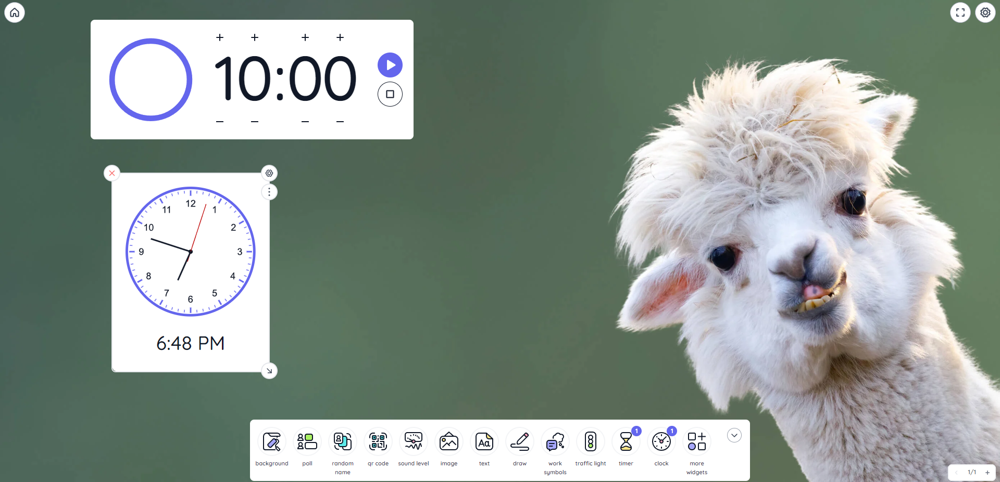 10:00
12
11
1
10
2
9
3
8
4
7
5
6
6:48 PM
1
1
Aa
background
poll
random
name
qr code
sound level
image
text
draw
work
symbols
traffic light
timer
clock
more
widgets
1/1